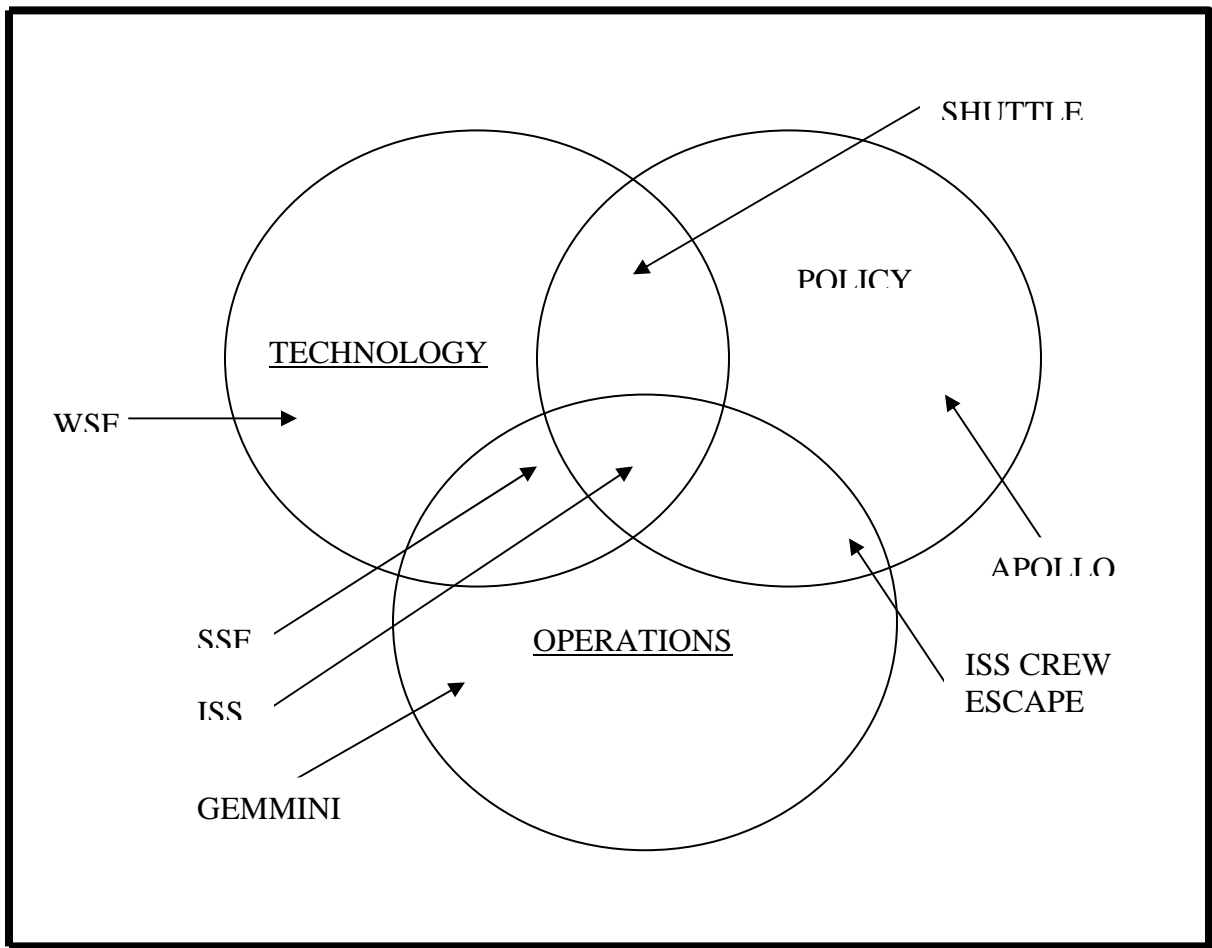 SHUTTLE
POLICY
TECHNOLOGY
WSF
APOLLO
SSF
OPERATIONS
ISS CREW
ESCAPE
ISS
GEMMINI